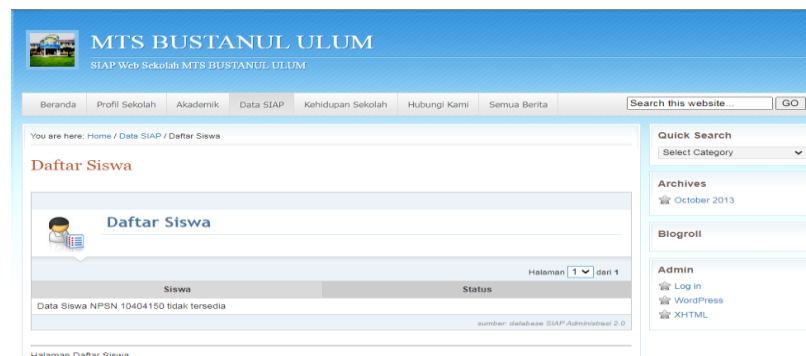 MTS BUSTANUL ULUM
SIAP Web Sekolah MTS BUSTANUL ULUM
Beranda Profil Sekolah Akademik Data SIAP Kehidupan Sekolah Hubungi Kami Semua Berita
Search this website... GO
You are here: Home / Data SIAP / Daftar Siswa
Daftar Siswa
Daftar Siswa
Halaman 1 dari 1
Siswa Status
Data Siswa NPSN 10404150 tidak tersedia
sumber: database SIAP Administrasi 2.0
Halaman Daftar Siswa
Quick Search
Select Category
Archives
October 2013
Blogroll
Admin
Log in
WordPress
XHTML